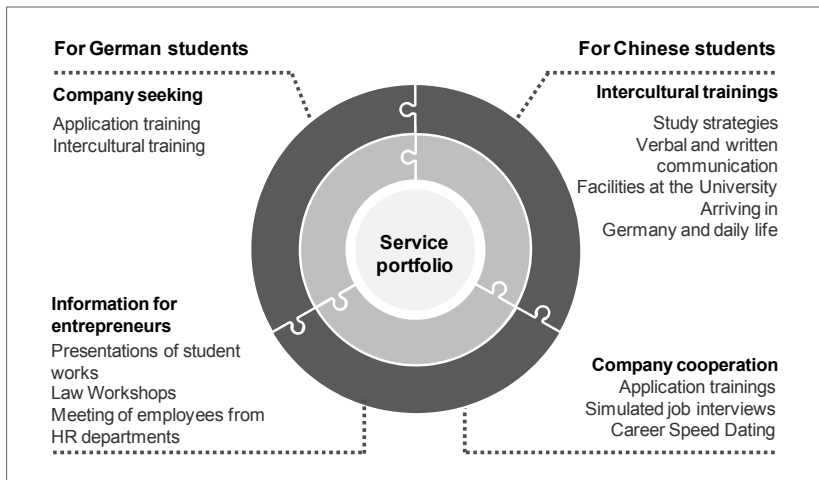 For German students
Company seeking
Application training
Intercultural training
For Chinese students
Intercultural trainings
Study strategies
Verbal and written
communication
Facilities at the University
Arriving in
Germany and daily life
Service
portfolio
Information for
entrepreneurs
Presentations of student
works
Law Workshops
Meeting of employees from
HR departments
Company cooperation
Application trainings
Simulated job interviews
Career Speed Dating